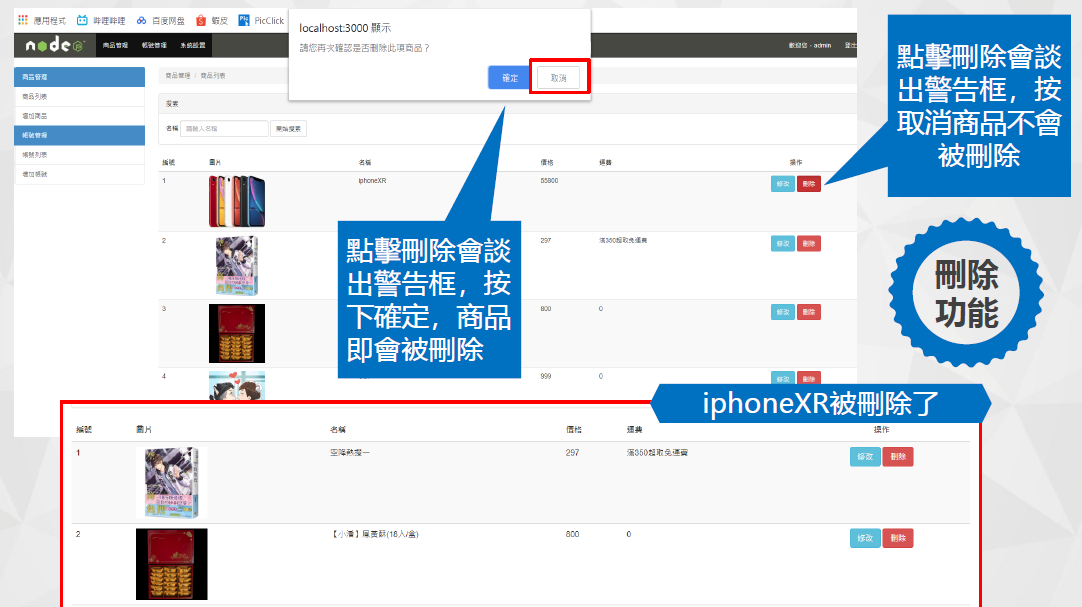 應用程式 嗶哩嗶哩 百度网盘 蝦皮 PicClick
localhost:3000 顯示
請您再次確認是否刪除此項商品？
確定 取消
node 商品管理 帳號管理 系統設置 歡迎您 - admin 登出
商品管理
商品列表
增加商品
帳號管理
帳號列表
增加帳號
商品管理 / 商品列表
搜索
名稱 請輸入名稱 開始搜索
編號 圖片 名稱 價格 運費 操作
1 iphoneXR 55800 修改 刪除
2 297 滿350超取免運費 修改 刪除
3 800 0 修改 刪除
4 999 0 修改 刪除
點擊刪除會談
出警告框，按
取消商品不會
被刪除
點擊刪除會談
出警告框，按
下確定，商品
即會被刪除
刪除
功能
iphoneXR被刪除了
編號 圖片 名稱 價格 運費 操作
1 空降熱搜一 297 滿350超取免運費 修改 刪除
2 【小潘】鳳黃酥(18入/盒) 800 0 修改 刪除